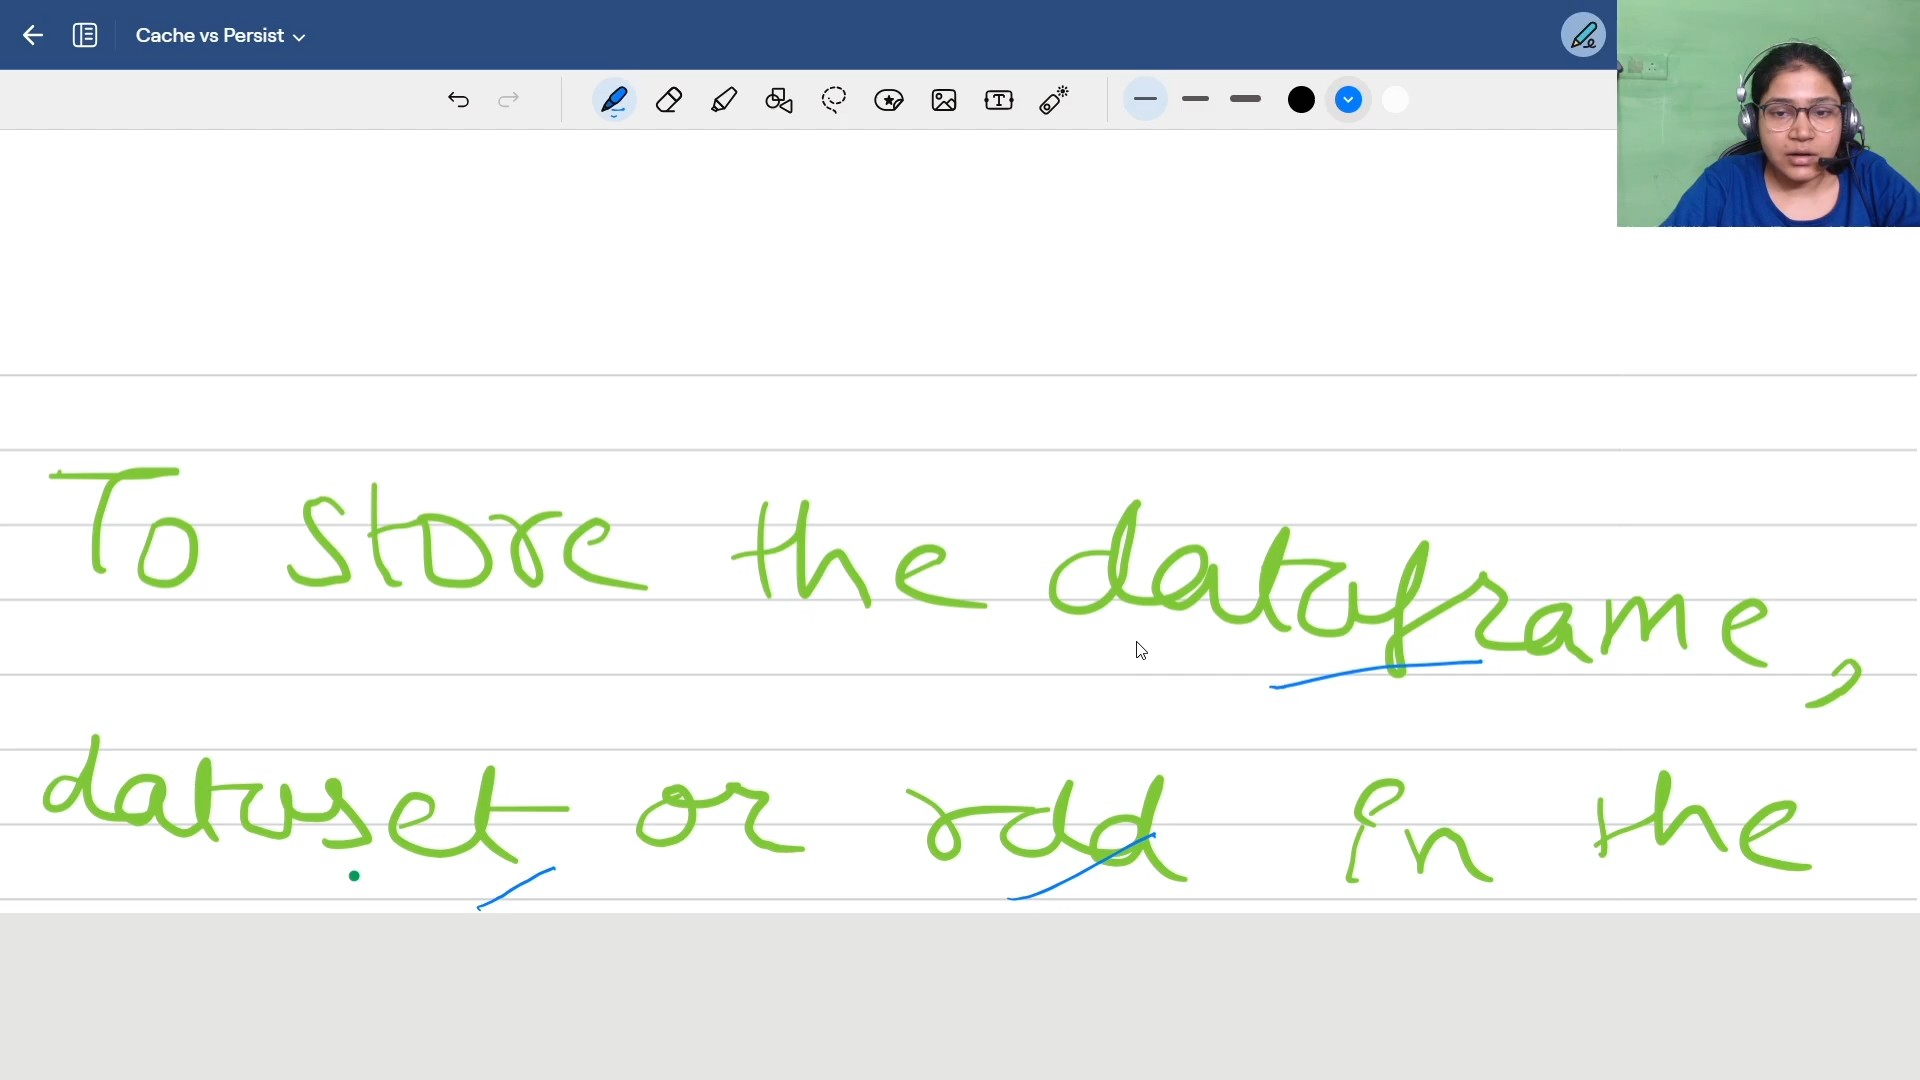 Cache vs Persist
To store the dataframe,
dataset or rdd in the